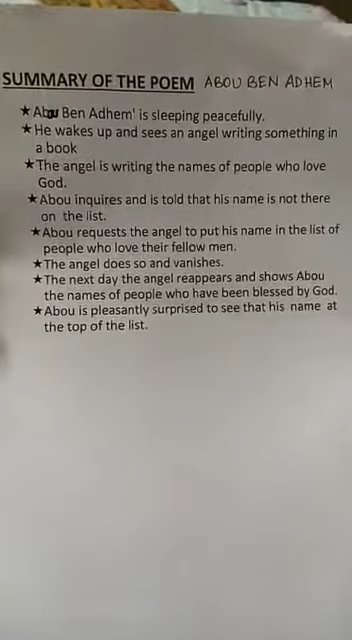 SUMMARY OF THE POEM ABOU BEN ADHEM
★Abou Ben Adhem' is sleeping peacefully.
★He wakes up and sees an angel writing something in
a book
★The angel is writing the names of people who love
God.
★Abou inquires and is told that his name is not there
on the list.
★Abou requests the angel to put his name in the list of
people who love their fellow men.
★The angel does so and vanishes.
★The next day the angel reappears and shows Abou
the names of people who have been blessed by God.
★Abou is pleasantly surprised to see that his name at
the top of the list.